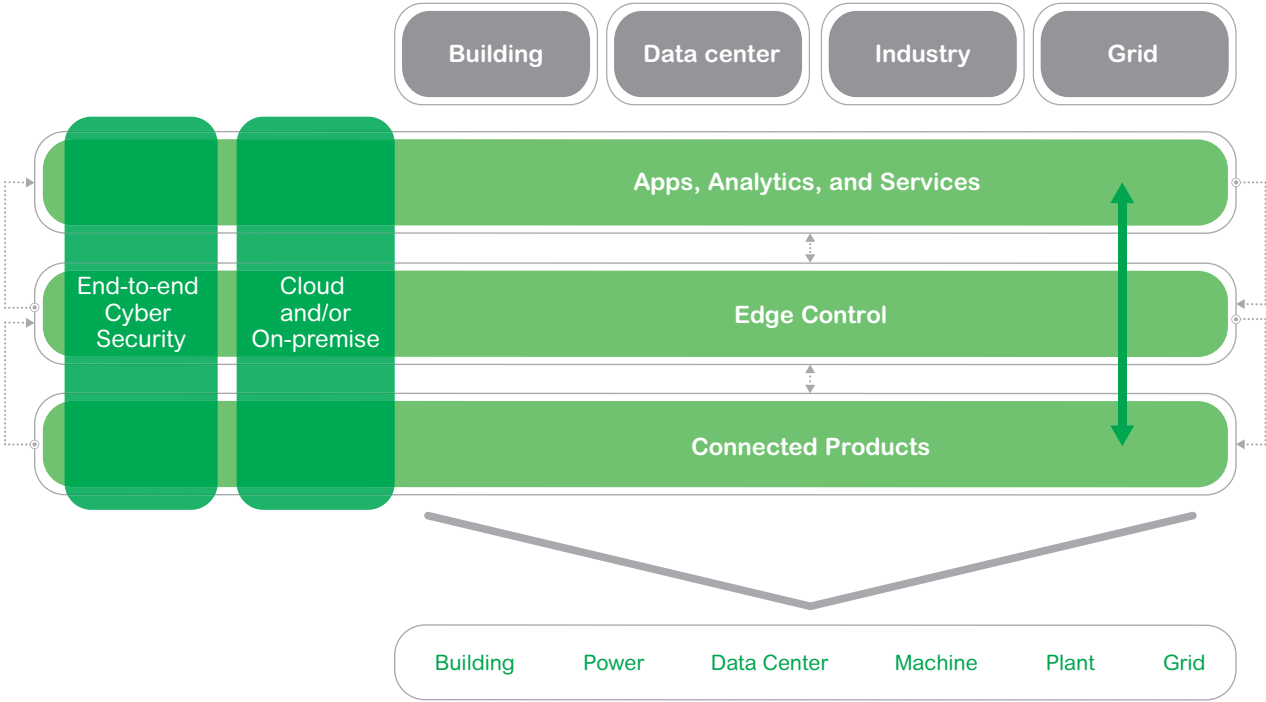 Building
Data center
Industry
Grid
Apps, Analytics, and Services
End-to-end
Cyber
Security
Cloud
and/or
On-premise
Edge Control
Connected Products
Building
Power
Data Center
Machine
Plant
Grid